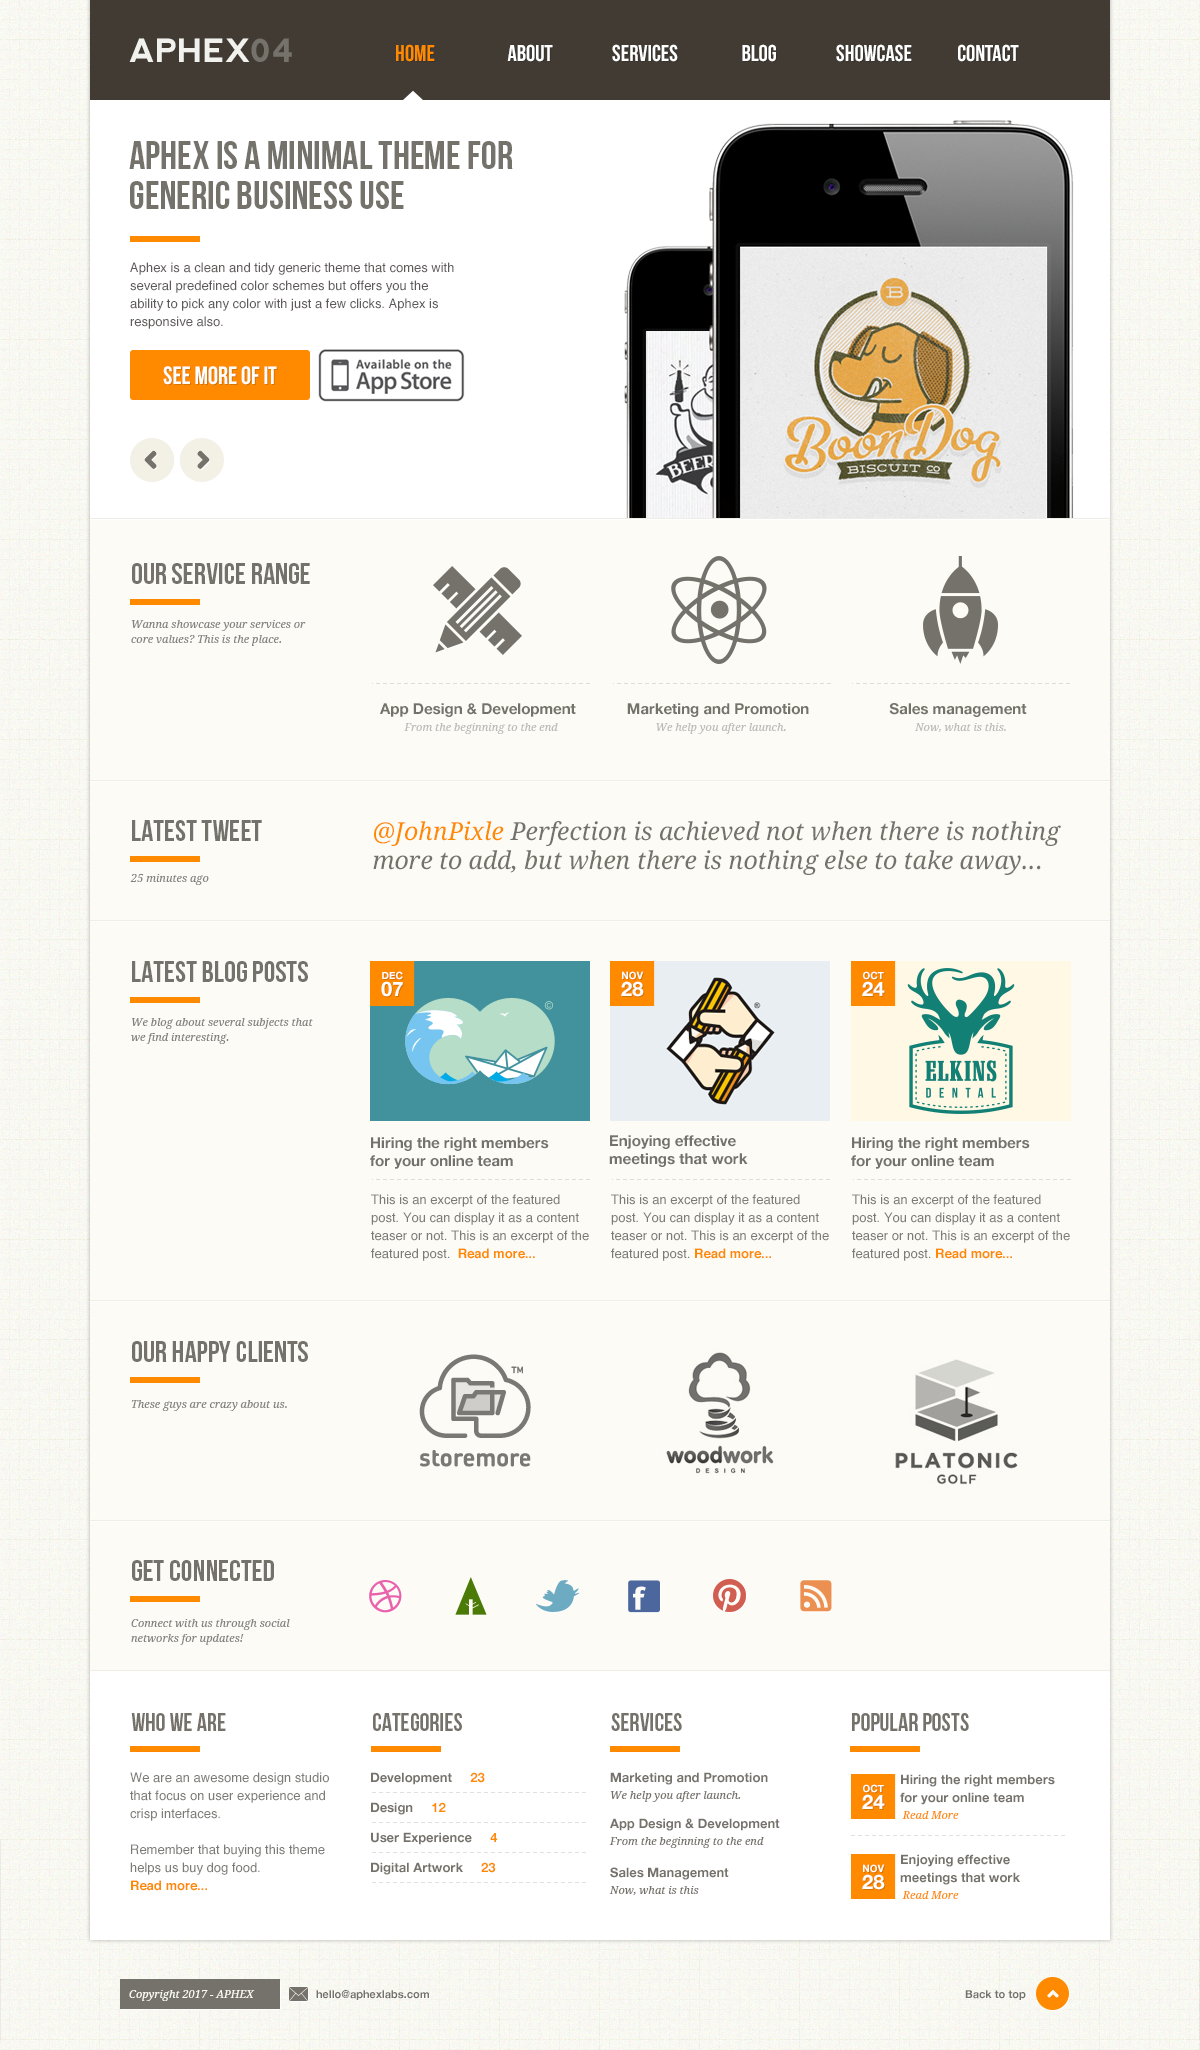 APHEX04
HOME
ABOUT
SERVICES
BLOG
SHOWCASE
CONTACT
APHEX IS A MINIMAL THEME FOR
GENERIC BUSINESS USE
Aphex is a clean and tidy generic theme that comes with
several predefined color schemes but offers you the
ability to pick any color with just a few clicks. Aphex is
responsive also.
SEE MORE OF IT
Available on the
App Store
BEER
B
BoonDog
BISCUIT CO
OUR SERVICE RANGE
Wanna showcase your services or
core values? This is the place.
App Design & Development
From the beginning to the end
Marketing and Promotion
We help you after launch.
Sales management
Now, what is this.
LATEST TWEET
25 minutes ago
@JohnPixle Perfection is achieved not when there is nothing
more to add, but when there is nothing else to take away...
LATEST BLOG POSTS
We blog about several subjects that
we find interesting.
DEC
07
©
Hiring the right members
for your online team
This is an excerpt of the featured
post. You can display it as a content
teaser or not. This is an excerpt of the
featured post. Read more...
NOV
28
®
Enjoying effective
meetings that work
This is an excerpt of the featured
post. You can display it as a content
teaser or not. This is an excerpt of the
featured post. Read more...
OCT
24
ELKINS
DENTAL
Hiring the right members
for your online team
This is an excerpt of the featured
post. You can display it as a content
teaser or not. This is an excerpt of the
featured post. Read more...
OUR HAPPY CLIENTS
These guys are crazy about us.
TM
storemore
woodwork
DESIGN
PLATONIC
GOLF
GET CONNECTED
Connect with us through social
networks for updates!
WHO WE ARE
We are an awesome design studio
that focus on user experience and
crisp interfaces.
Remember that buying this theme
helps us buy dog food.
Read more...
CATEGORIES
Development 23
Design 12
User Experience 4
Digital Artwork 23
SERVICES
Marketing and Promotion
We help you after launch.
App Design & Development
From the beginning to the end
Sales Management
Now, what is this
POPULAR POSTS
OCT
24
Hiring the right members
for your online team
Read More
NOV
28
Enjoying effective
meetings that work
Read More
Copyright 2017 - APHEX
hello@aphexlabs.com
Back to top